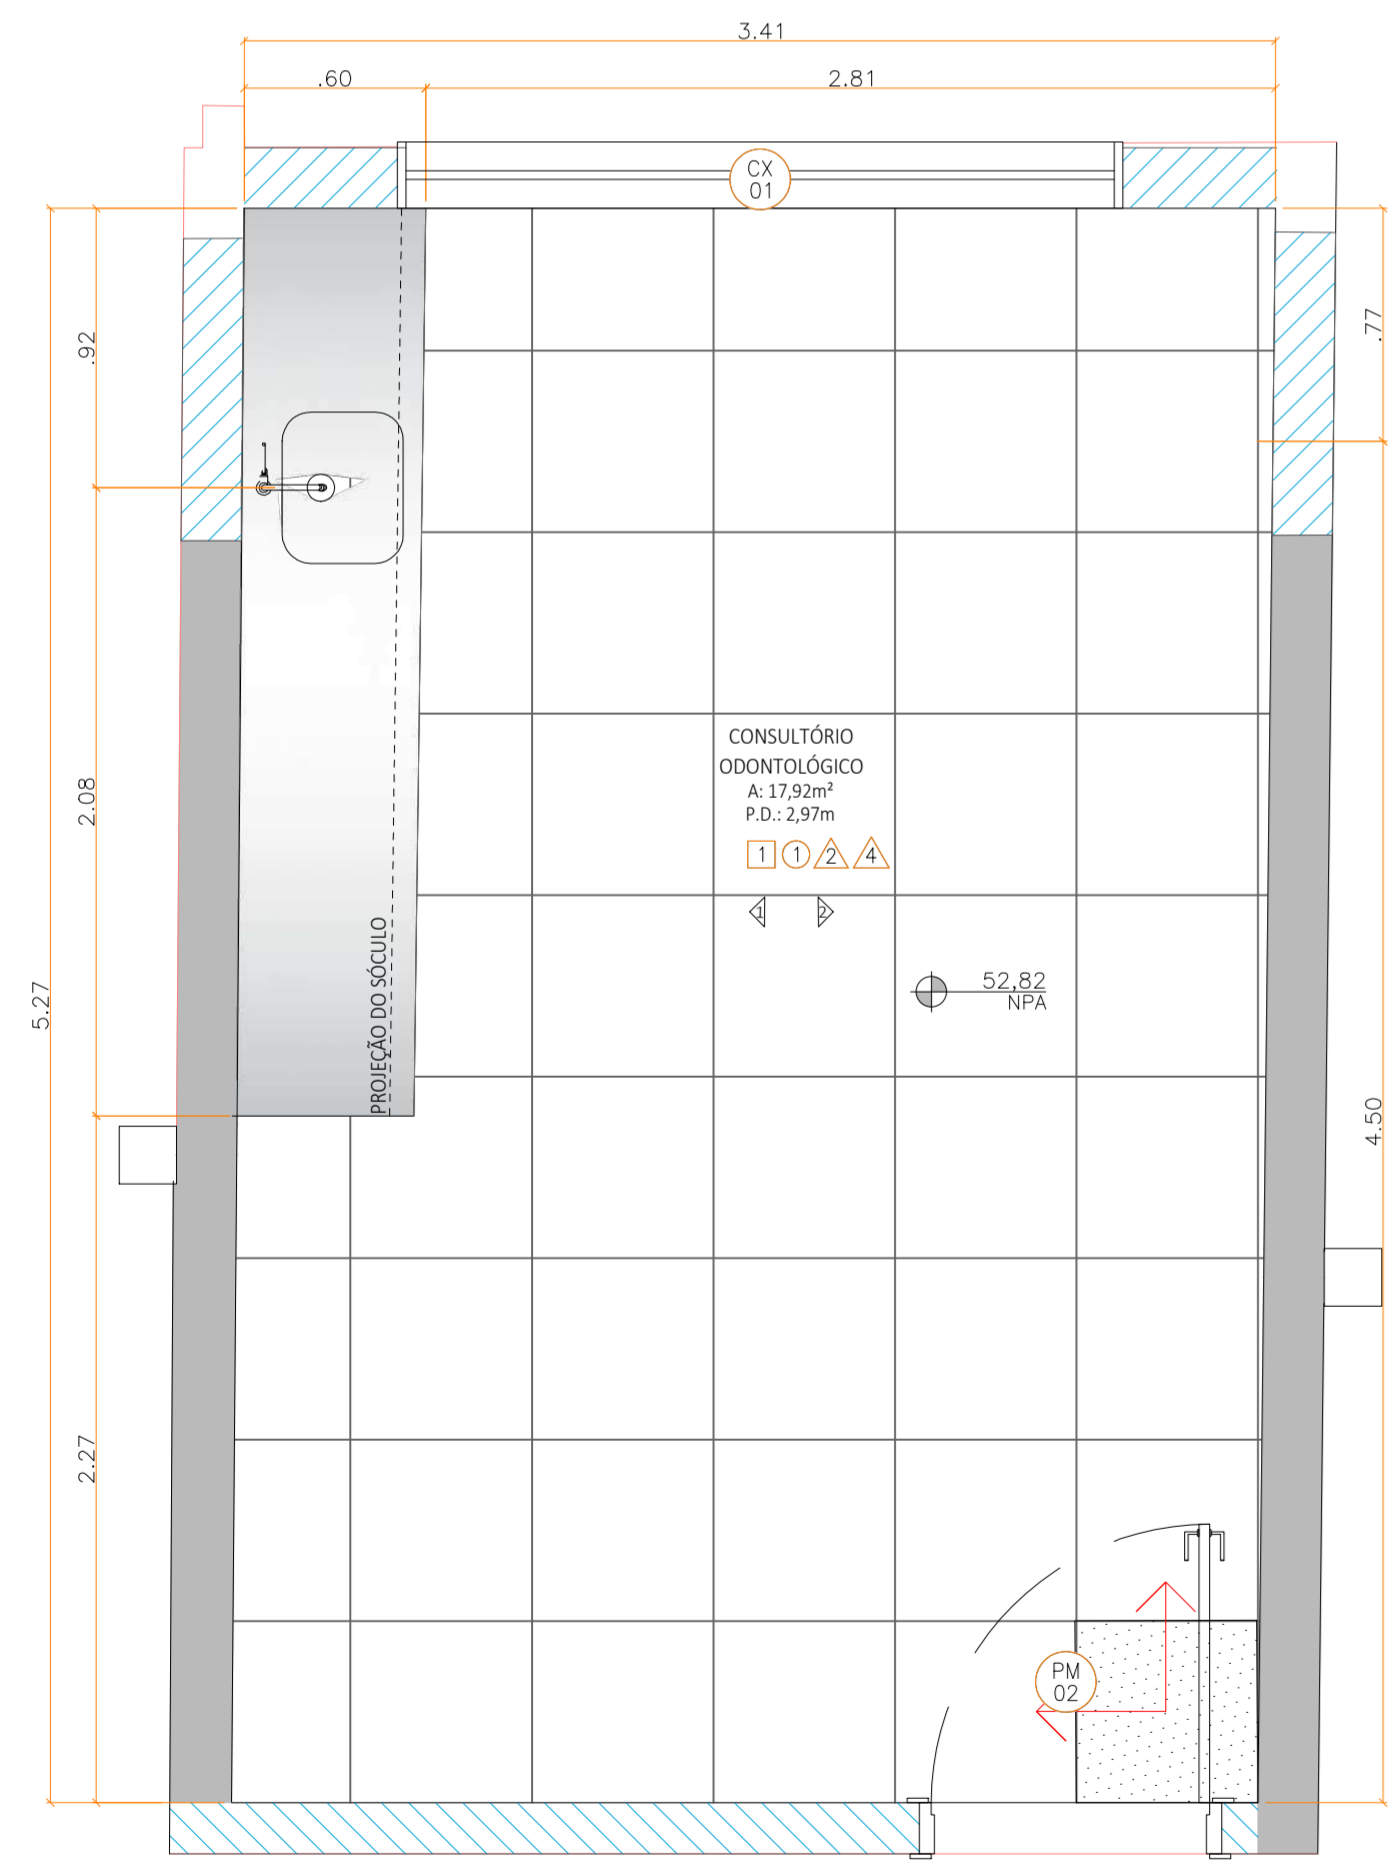 3.41
.60
2.81
CX
01
.92
.77
2.08
5.27
CONSULTÓRIO
ODONTOLÓGICO
A: 17,92m²
P.D.: 2,97m
1 1 2 4
1 2
PROJEÇÃO DO SÓCULO
52,82
NPA
4.50
2.27
PM
02